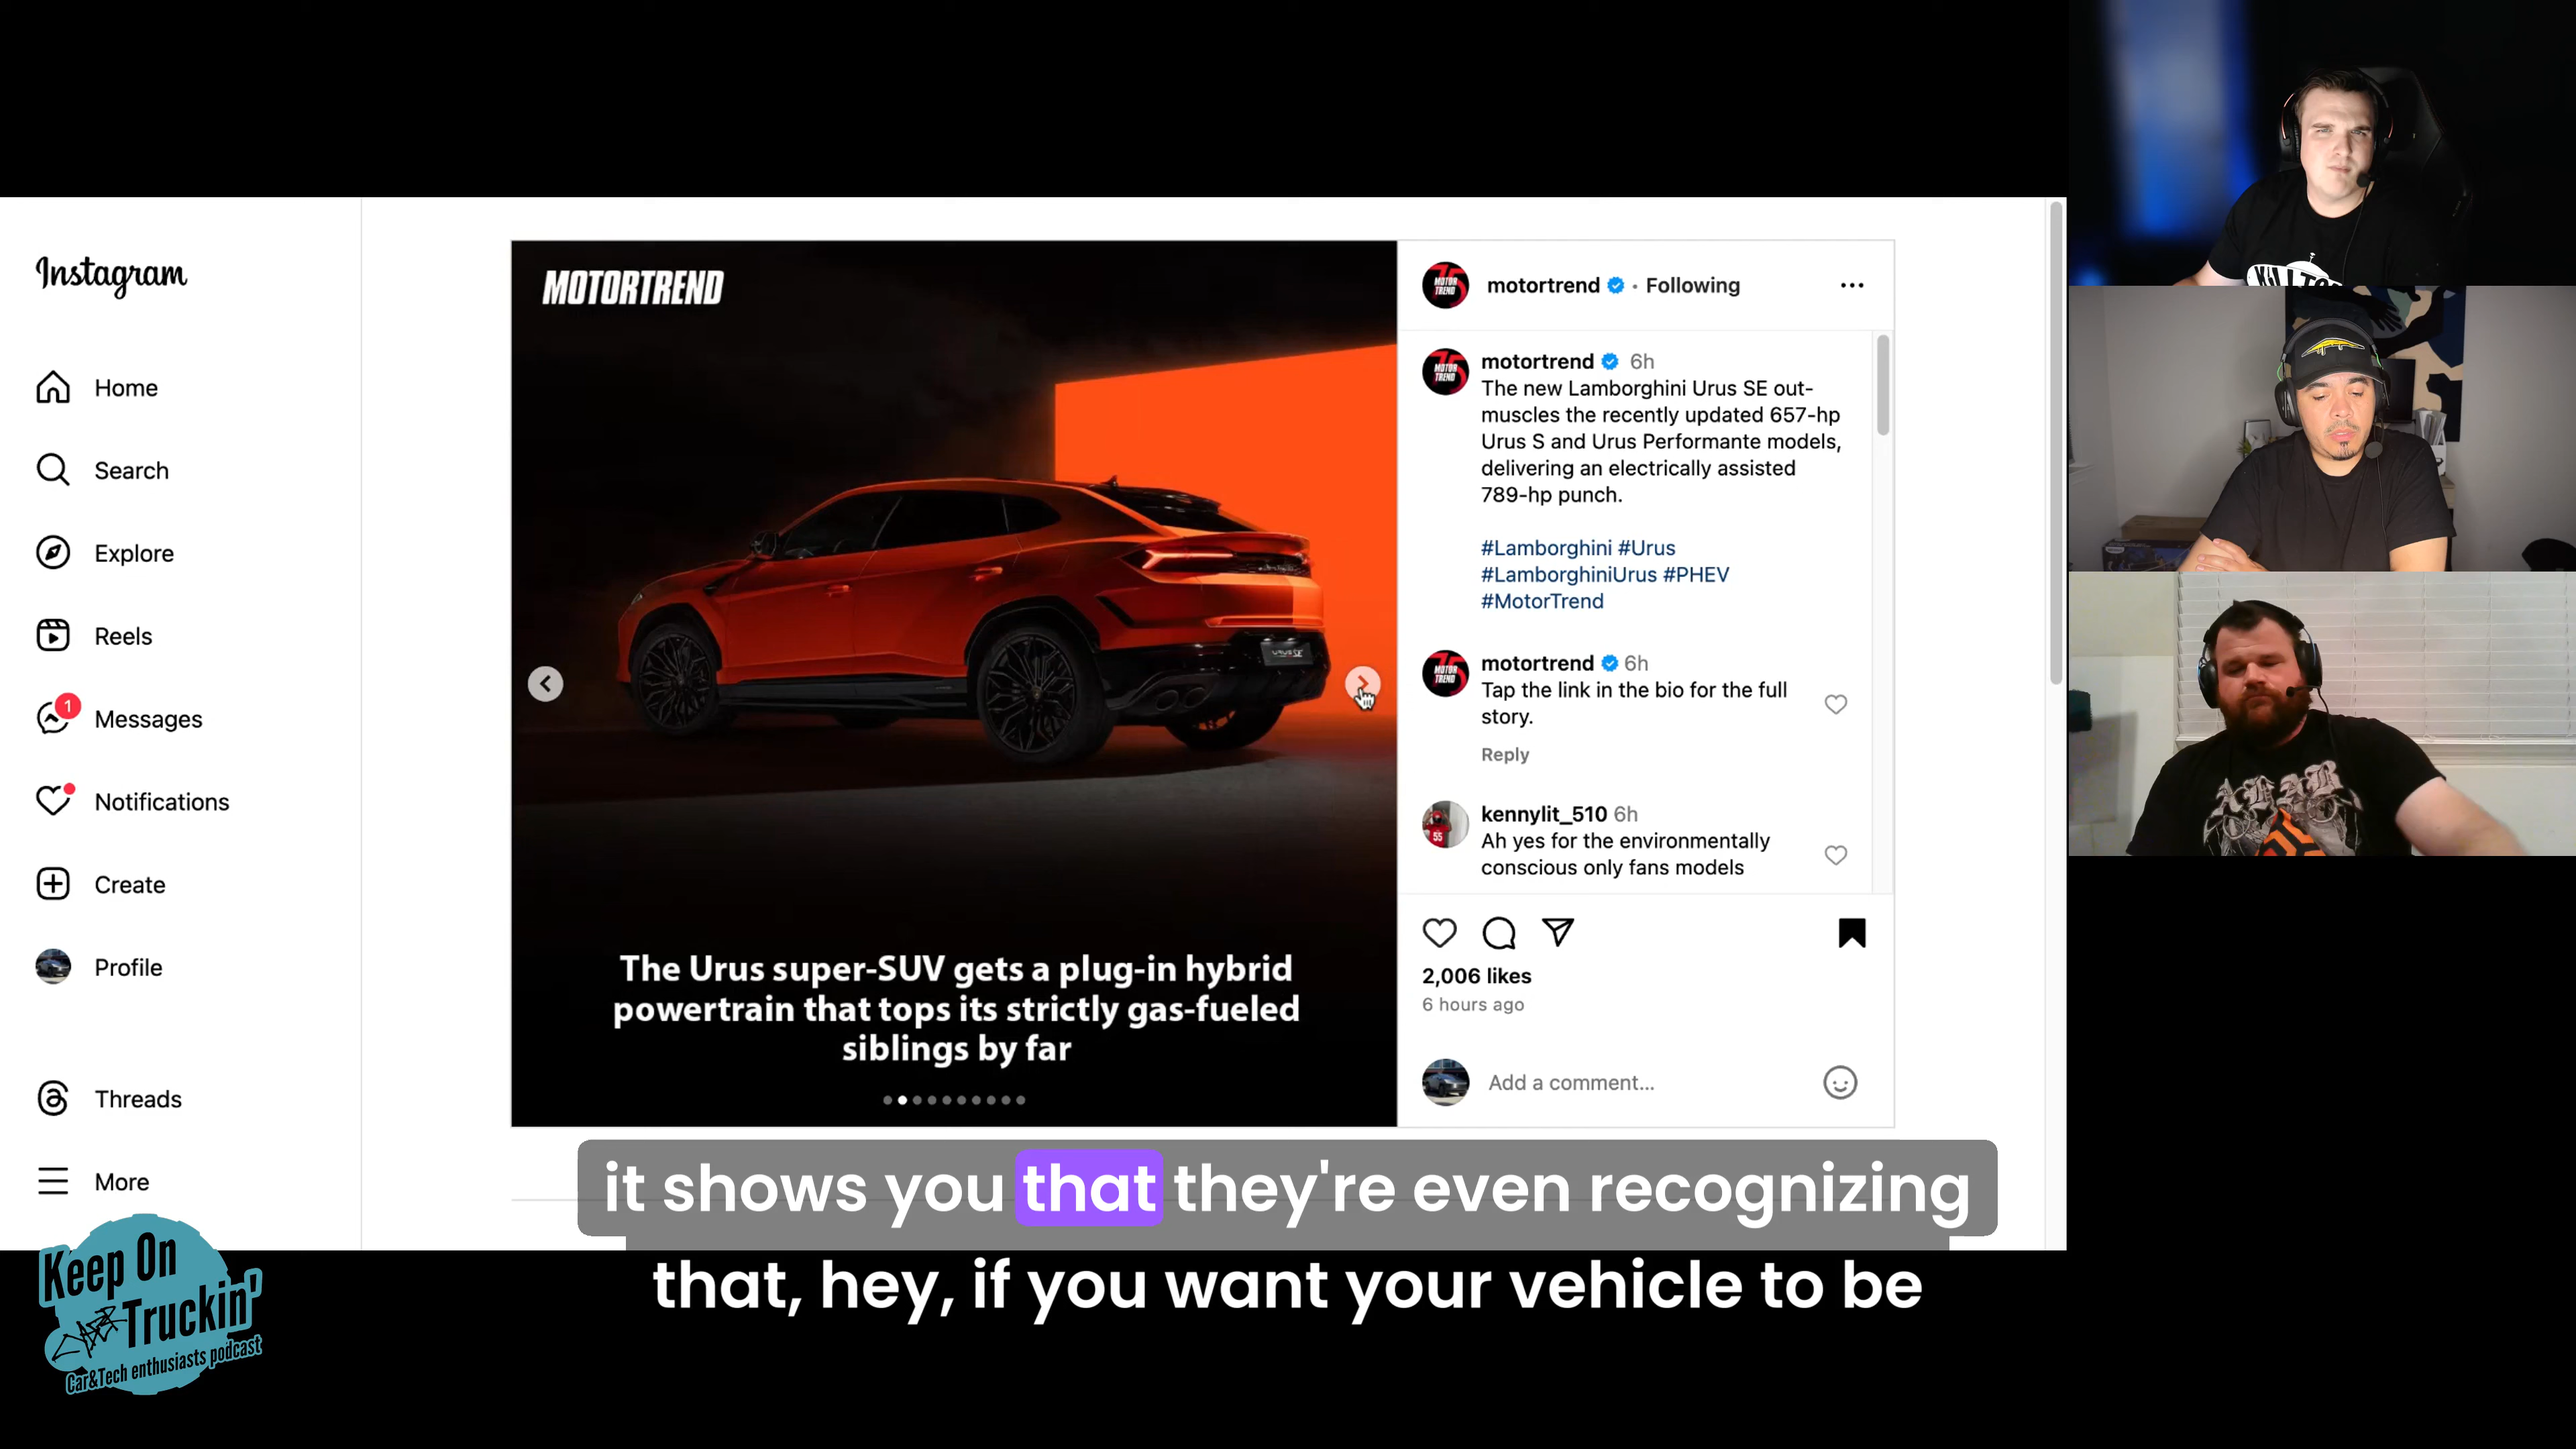 Instagram
Home
Search
Explore
Reels
1
Messages
Notifications
Create
Profile
Threads
More
MOTORTREND
URUS SE
The Urus super-SUV gets a plug-in hybrid
powertrain that tops its strictly gas-fueled
siblings by far
motortrend • Following
motortrend 6h
The new Lamborghini Urus SE out-
muscles the recently updated 657-hp
Urus S and Urus Performante models,
delivering an electrically assisted
789-hp punch.
#Lamborghini #Urus
#LamborghiniUrus #PHEV
#MotorTrend
motortrend 6h
Tap the link in the bio for the full
story.
Reply
55
kennylit_510 6h
Ah yes for the environmentally
conscious only fans models
2,006 likes
6 hours ago
Add a comment...
it shows you that they're even recognizing
that, hey, if you want your vehicle to be
Keep On
Truckin'
Car&Tech enthusiasts podcast